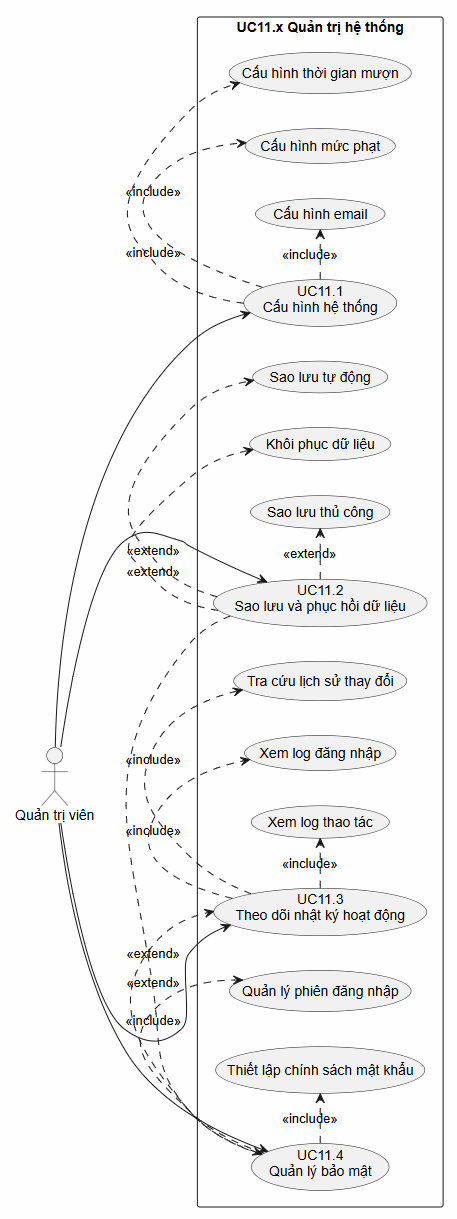 UC11.x Quản trị hệ thống
Cấu hình thời gian mượn
Cấu hình mức phạt
«include»
Cấu hình email
«include»
«include»
UC11.1
Cấu hình hệ thống
Sao lưu tự động
Khôi phục dữ liệu
Sao lưu thủ công
«extend»
«extend»
«extend»
UC11.2
Sao lưu và phục hồi dữ liệu
Tra cứu lịch sử thay đổi
Xem log đăng nhập
«include»
Quản trị viên
Xem log thao tác
«include»
«include»
UC11.3
Theo dõi nhật ký hoạt động
«extend»
«extend»
Quản lý phiên đăng nhập
«include»
Thiết lập chính sách mật khẩu
«include»
UC11.4
Quản lý bảo mật